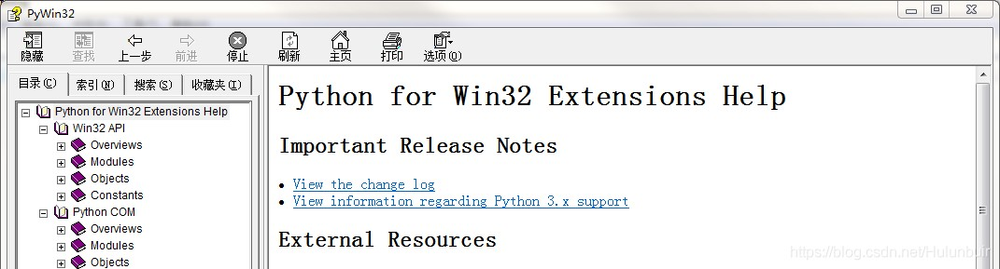 PyWin32
隐藏 查找 上一步 前进 停止 刷新 主页 打印 选项(O)
目录(C) 索引(N) 搜索(S) 收藏夹(I)
Python for Win32 Extensions Help
Win32 API
Overviews
Modules
Objects
Constants
Python COM
Overviews
Modules
Objects
Python for Win32 Extensions Help
Important Release Notes
View the change log
View information regarding Python 3.x support
External Resources
https://blog.csdn.net/Hulunbuir